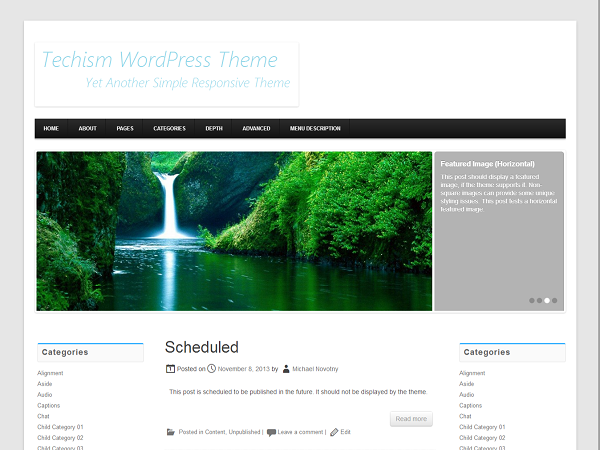 Techism WordPress Theme
Yet Another Simple Responsive Theme
HOME ABOUT PAGES CATEGORIES DEPTH ADVANCED MENU DESCRIPTION
Featured Image (Horizontal)
This post should display a featured
image, if the theme supports it. Non-
square images can provide some unique
styling issues. This post tests a horizontal
featured image.
Categories
Alignment
Aside
Audio
Captions
Chat
Child Category 01
Child Category 02
Child Category 03
Scheduled
Posted on November 8, 2013 by Michael Novotny
This post is scheduled to be published in the future. It should not be displayed by the theme.
Read more
Posted in Content, Unpublished | Leave a comment | Edit
Categories
Alignment
Aside
Audio
Captions
Chat
Child Category 01
Child Category 02
Child Category 03